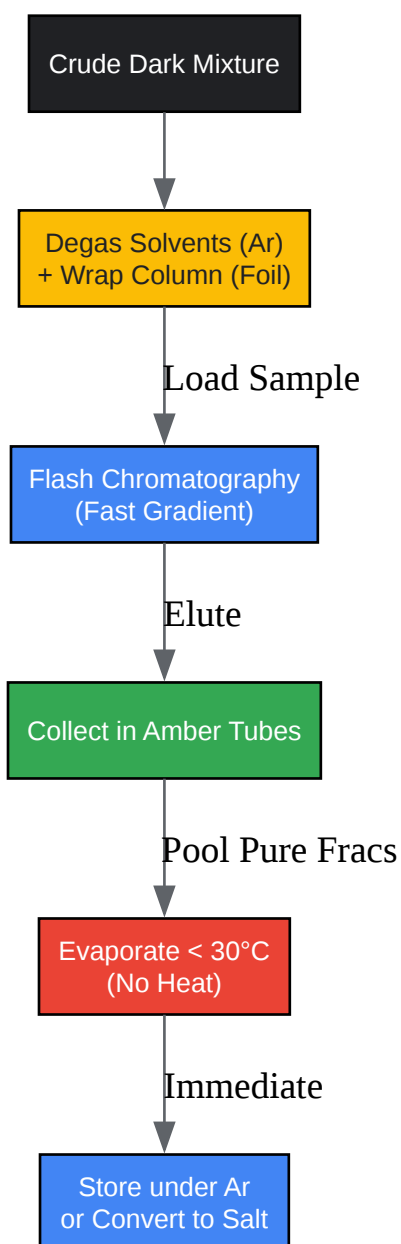 Crude Dark Mixture
Degas Solvents (Ar)
+ Wrap Column (Foil)
Load Sample
Flash Chromatography
(Fast Gradient)
Elute
Collect in Amber Tubes
Pool Pure Fracs
Evaporate < 30°C
(No Heat)
Immediate
Store under Ar
or Convert to Salt